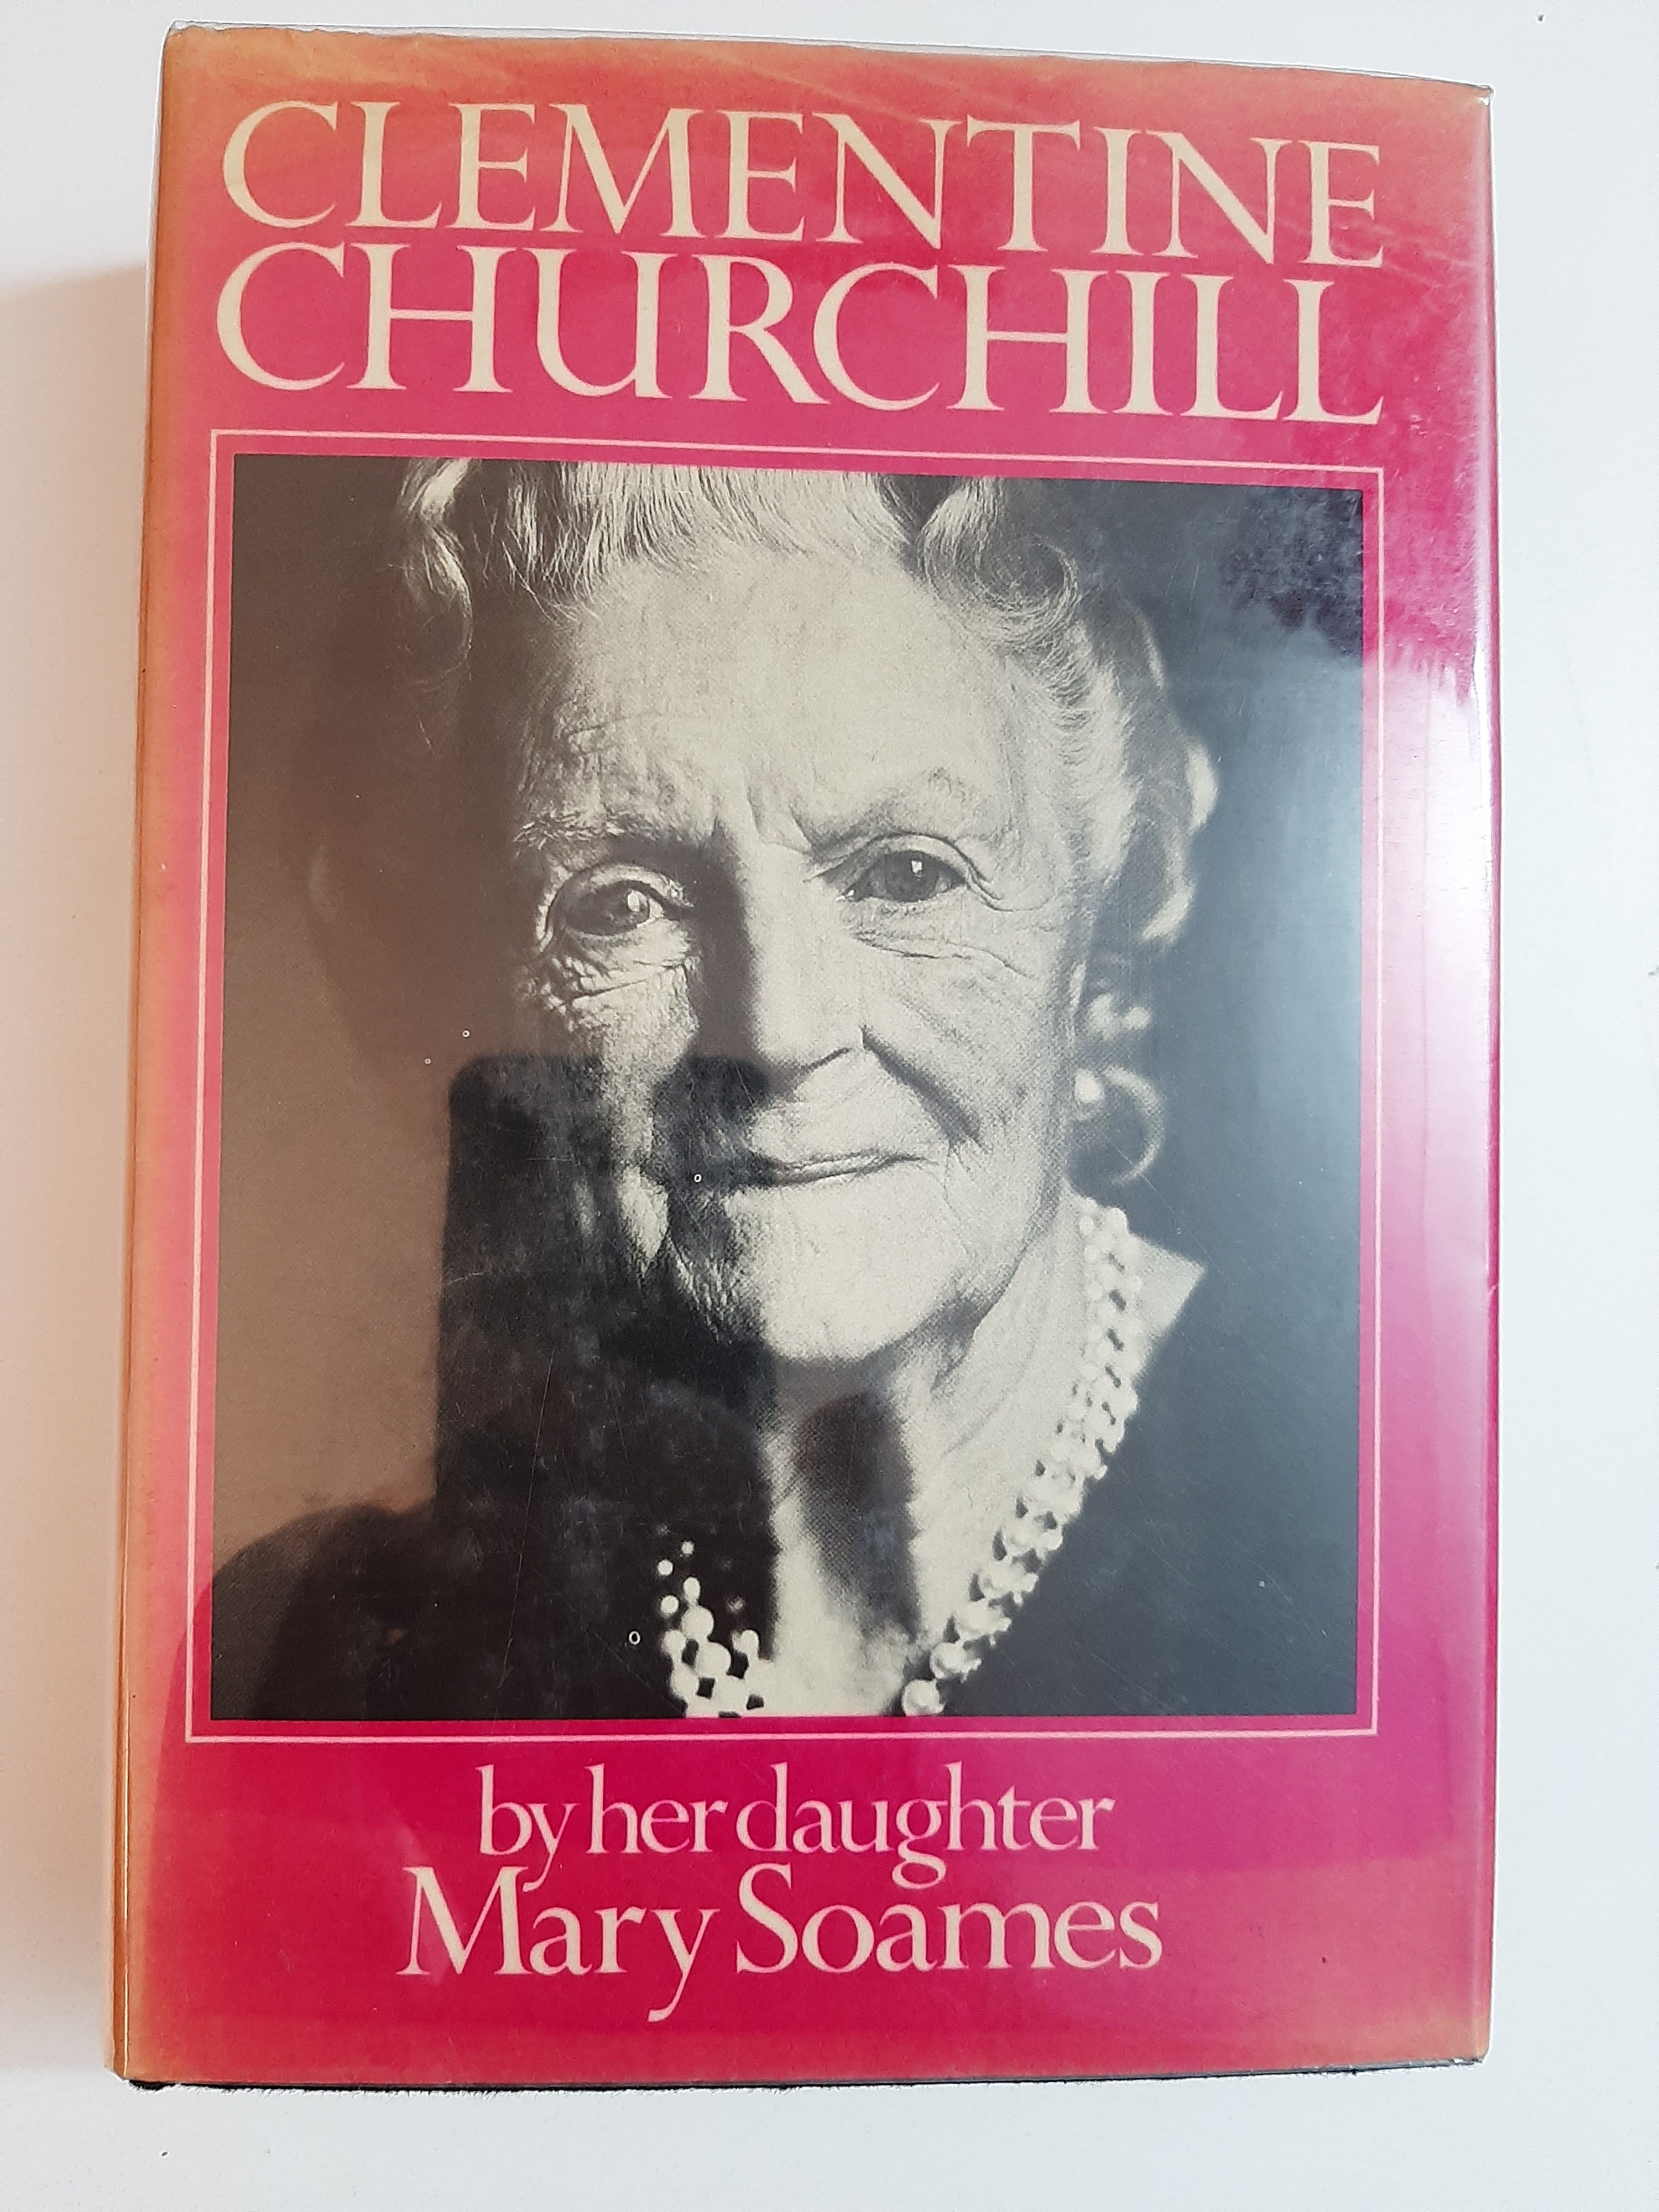 CLEMENTINE
CHURCHILL
by her daughter
Mary Soames